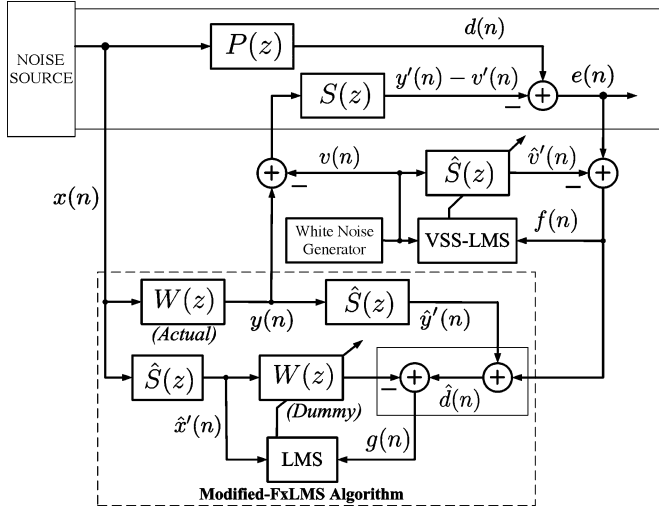 NOISE
SOURCE
P(z)
d(n)
S(z)
y′(n) − v′(n)
e(n)
−
+
x(n)
+
−
v(n)
Ŝ(z)
v̂′(n)
−
+
White Noise
Generator
VSS-LMS
f(n)
W(z)
(Actual)
y(n)
Ŝ(z)
ŷ′(n)
Ŝ(z)
W(z)
(Dummy)
−
+
d̂(n)
+
x̂′(n)
LMS
g(n)
Modified-FxLMS Algorithm